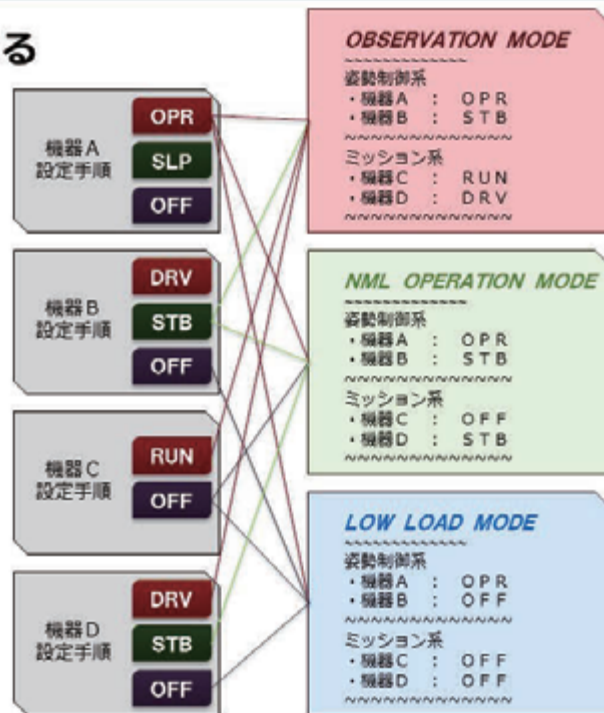 る
機器A
設定手順
OPR
SLP
OFF
機器B
設定手順
DRV
STB
OFF
機器C
設定手順
RUN
OFF
機器D
設定手順
DRV
STB
OFF
OBSERVATION MODE
~~~~~~~~~~~~~
姿勢制御系
・機器A : OPR
・機器B : STB
~~~~~~~~~~~~~
ミッション系
・機器C : RUN
・機器D : DRV
~~~~~~~~~~~~~
NML OPERATION MODE
~~~~~~~~~~~~~
姿勢制御系
・機器A : OPR
・機器B : STB
~~~~~~~~~~~~~
ミッション系
・機器C : OFF
・機器D : STB
~~~~~~~~~~~~~
LOW LOAD MODE
~~~~~~~~~~~~~
姿勢制御系
・機器A : OPR
・機器B : OFF
~~~~~~~~~~~~~
ミッション系
・機器C : OFF
・機器D : OFF
~~~~~~~~~~~~~